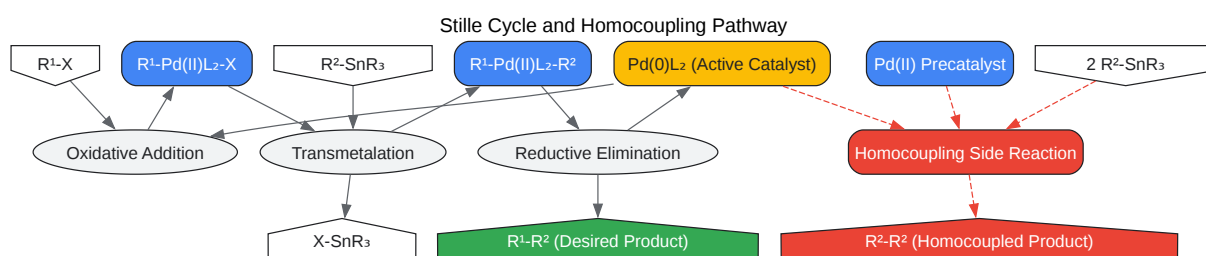 Stille Cycle and Homocoupling Pathway
R¹-X
R¹-Pd(II)L₂-X
R²-SnR₃
R¹-Pd(II)L₂-R²
Pd(0)L₂ (Active Catalyst)
Pd(II) Precatalyst
2 R²-SnR₃
Oxidative Addition
Transmetalation
Reductive Elimination
Homocoupling Side Reaction
X-SnR₃
R¹-R² (Desired Product)
R²-R² (Homocoupled Product)